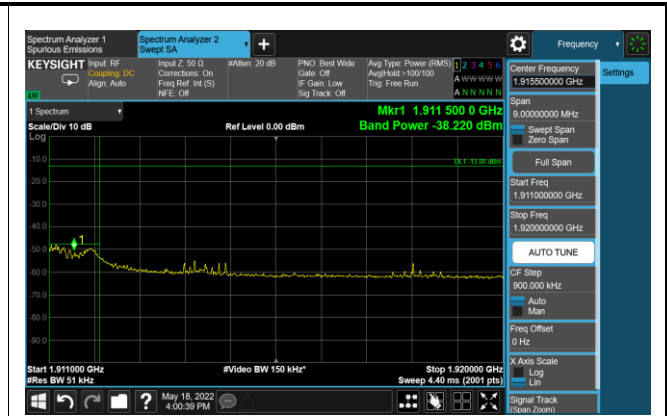 Spectrum Analyzer 1
Spurious Emissions
Spectrum Analyzer 2
Swept SA
+
Frequency
KEYSIGHT
Input: RF
Coupling: DC
Align: Auto
Input Z: 50 Ω
Corrections: On
Freq Ref: Int (S)
NFE: Off
#Atten: 20 dB
PNO: Best Wide
Gate: Off
IF Gain: Low
Sig Track: Off
Avg Type: Power (RMS)
Avg|Hold:>100/100
Trig: Free Run
1 2 3 4 5 6
A W W W W W
A N N N N N
1 Spectrum
Scale/Div 10 dB
Log
Ref Level 0.00 dBm
Mkr1 1.911 500 0 GHz
Band Power -38.220 dBm
DL1 -13.00 dBm
-10.0
-20.0
-30.0
-40.0
-50.0
-60.0
-70.0
-80.0
-90.0
1
Start 1.911000 GHz
#Res BW 51 kHz
#Video BW 150 kHz*
Stop 1.920000 GHz
Sweep 4.40 ms (2001 pts)
May 18, 2022
4:00:39 PM
?
Center Frequency
1.915500000 GHz
Settings
Span
9.00000000 MHz
Swept Span
Zero Span
Full Span
Start Freq
1.911000000 GHz
Stop Freq
1.920000000 GHz
AUTO TUNE
CF Step
900.000 kHz
Auto
Man
Freq Offset
0 Hz
X Axis Scale
Log
Lin
Signal Track
(Span Zoom)